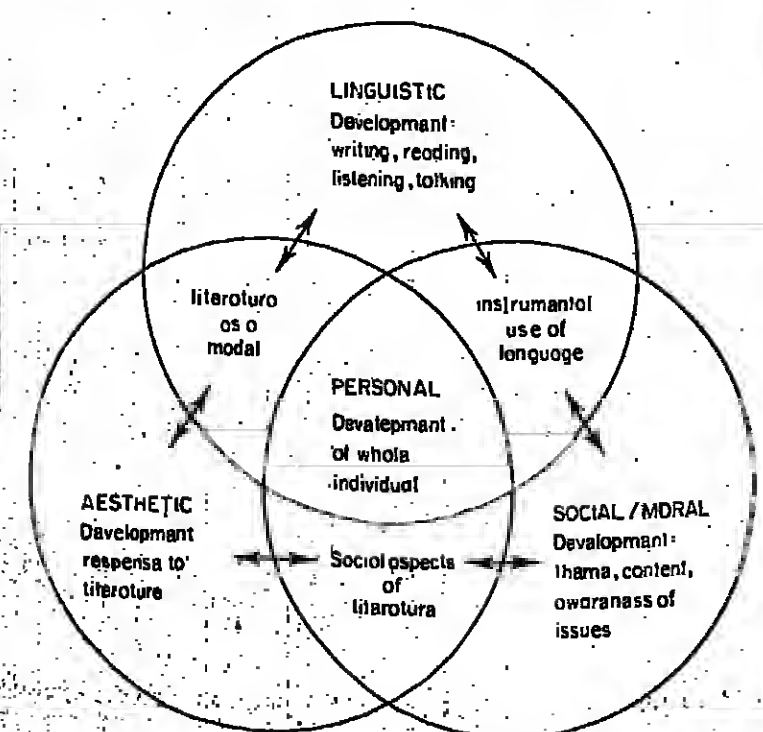 LINGUISTIC
Development:
writing, reading,
listening, talking
literature
as a
model
instrumental
use of
language
PERSONAL
Development
of whole
individual
AESTHETIC
Development
response to
literature
Social aspects
of
literature
SOCIAL / MORAL
Development:
thema, content,
awareness of
issues